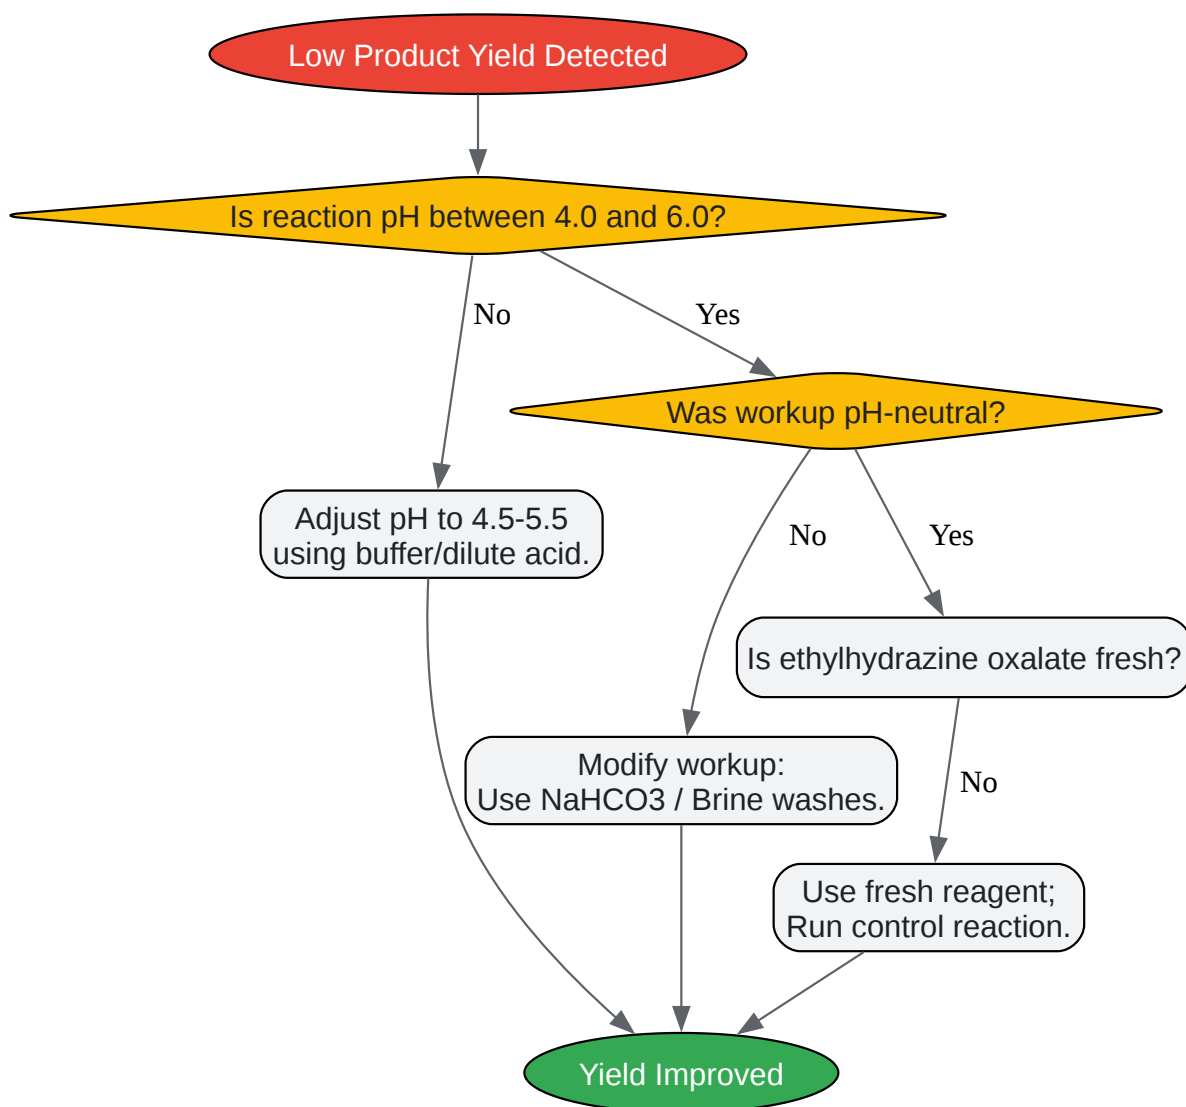 Low Product Yield Detected
Is reaction pH between 4.0 and 6.0?
No
Yes
Was workup pH-neutral?
Adjust pH to 4.5-5.5
using buffer/dilute acid.
No
Yes
Is ethylhydrazine oxalate fresh?
Modify workup:
Use NaHCO3 / Brine washes.
No
Use fresh reagent;
Run control reaction.
Yield Improved